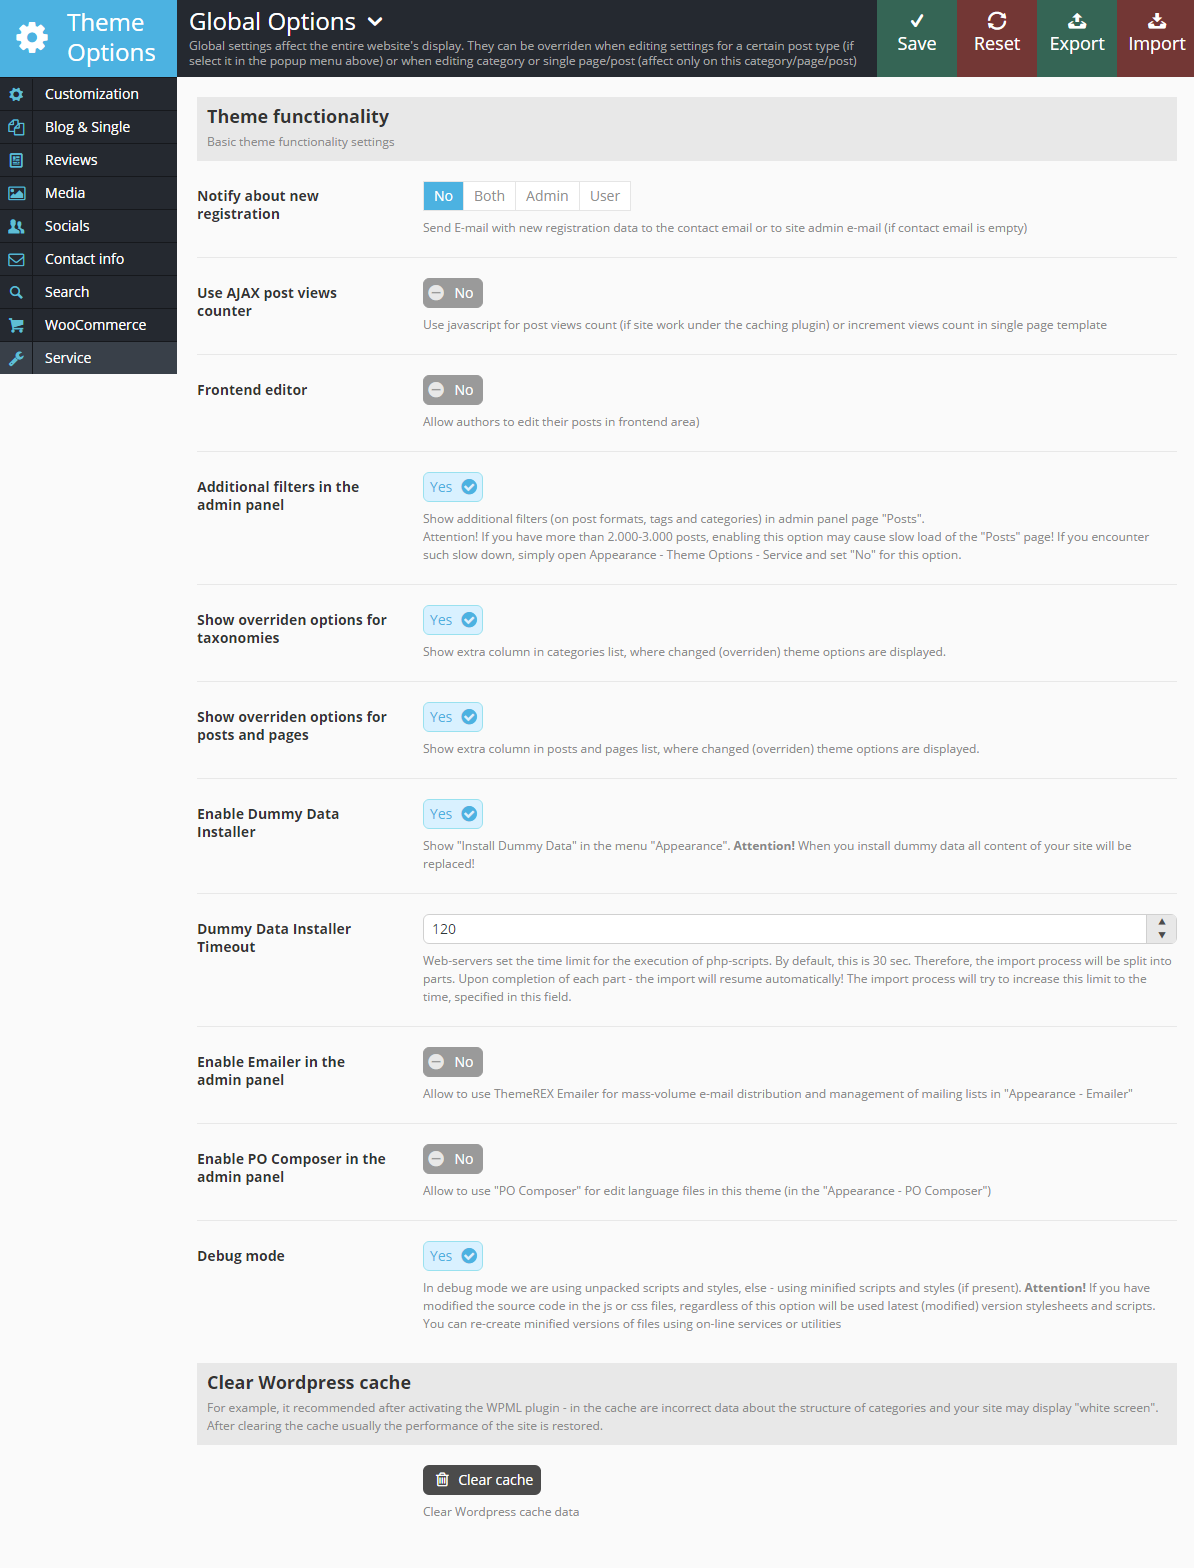 Theme
Options
Global Options
Global settings affect the entire website's display. They can be overriden when editing settings for a certain post type (if
select it in the popup menu above) or when editing category or single page/post (affect only on this category/page/post)
Save
Reset
Export
Import
Customization
Blog & Single
Reviews
Media
Socials
Contact info
Search
WooCommerce
Service
Theme functionality
Basic theme functionality settings
Notify about new
registration
No Both Admin User
Send E-mail with new registration data to the contact email or to site admin e-mail (if contact email is empty)
Use AJAX post views
counter
No
Use javascript for post views count (if site work under the caching plugin) or increment views count in single page template
Frontend editor
No
Allow authors to edit their posts in frontend area)
Additional filters in the
admin panel
Yes
Show additional filters (on post formats, tags and categories) in admin panel page "Posts".
Attention! If you have more than 2.000-3.000 posts, enabling this option may cause slow load of the "Posts" page! If you encounter
such slow down, simply open Appearance - Theme Options - Service and set "No" for this option.
Show overriden options for
taxonomies
Yes
Show extra column in categories list, where changed (overriden) theme options are displayed.
Show overriden options for
posts and pages
Yes
Show extra column in posts and pages list, where changed (overriden) theme options are displayed.
Enable Dummy Data
Installer
Yes
Show "Install Dummy Data" in the menu "Appearance". Attention! When you install dummy data all content of your site will be
replaced!
Dummy Data Installer
Timeout
120
Web-servers set the time limit for the execution of php-scripts. By default, this is 30 sec. Therefore, the import process will be split into
parts. Upon completion of each part - the import will resume automatically! The import process will try to increase this limit to the
time, specified in this field.
Enable Emailer in the
admin panel
No
Allow to use ThemeREX Emailer for mass-volume e-mail distribution and management of mailing lists in "Appearance - Emailer"
Enable PO Composer in the
admin panel
No
Allow to use "PO Composer" for edit language files in this theme (in the "Appearance - PO Composer")
Debug mode
Yes
In debug mode we are using unpacked scripts and styles, else - using minified scripts and styles (if present). Attention! If you have
modified the source code in the js or css files, regardless of this option will be used latest (modified) version stylesheets and scripts.
You can re-create minified versions of files using on-line services or utilities
Clear Wordpress cache
For example, it recommended after activating the WPML plugin - in the cache are incorrect data about the structure of categories and your site may display "white screen".
After clearing the cache usually the performance of the site is restored.
Clear cache
Clear Wordpress cache data